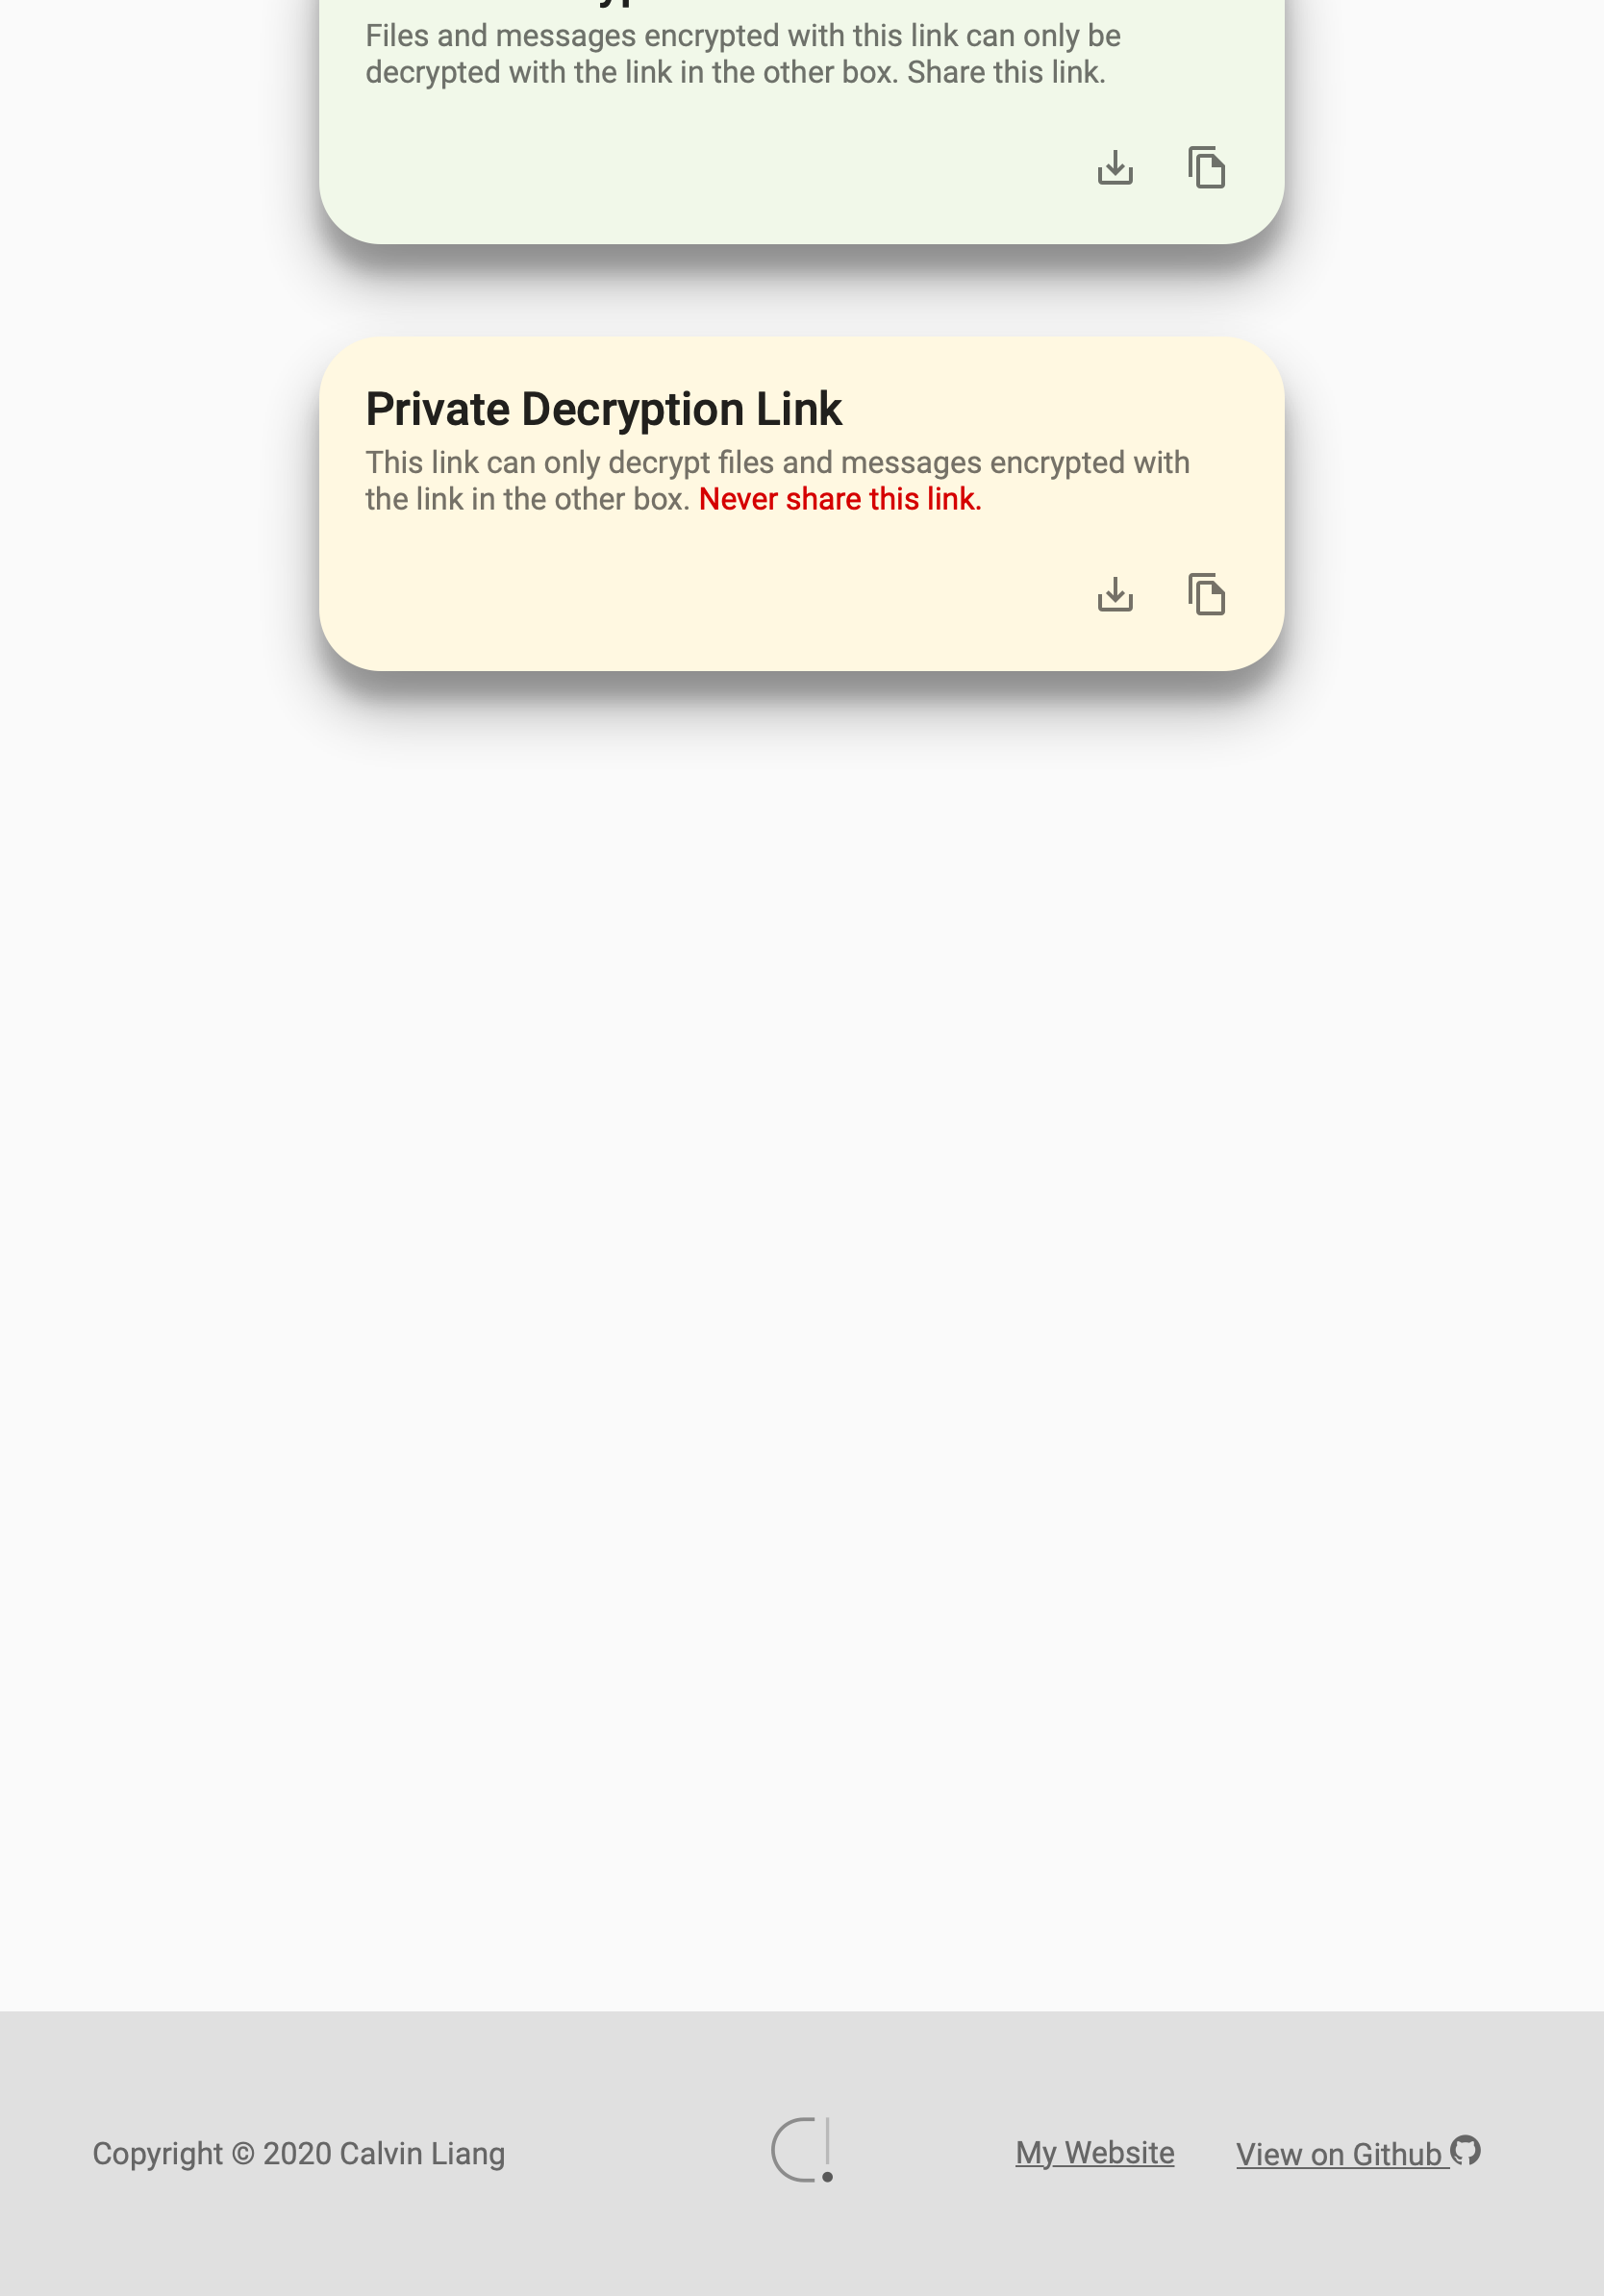 Files and messages encrypted with this link can only be
decrypted with the link in the other box. Share this link.
Private Decryption Link
This link can only decrypt files and messages encrypted with
the link in the other box. Never share this link.
Copyright © 2020 Calvin Liang
My Website
View on Github